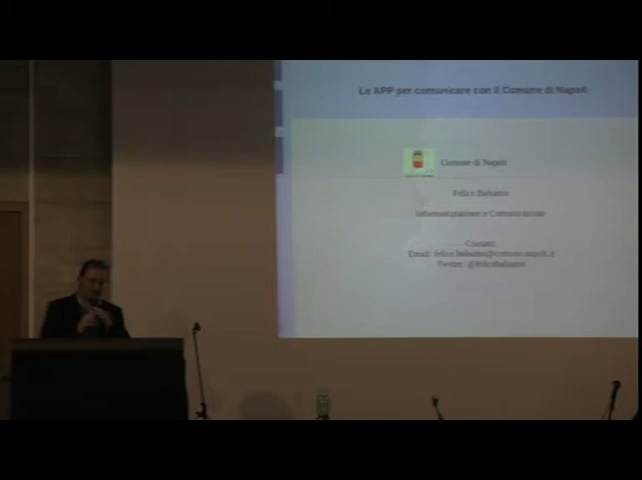 Le APP per comunicare con il Comune di Napoli
Comune di Napoli
Felice Balsamo
Informatizzazione e Comunicazione
Contatti:
Email: felice.balsamo@comune.napoli.it
Twitter: @felicebalsamo